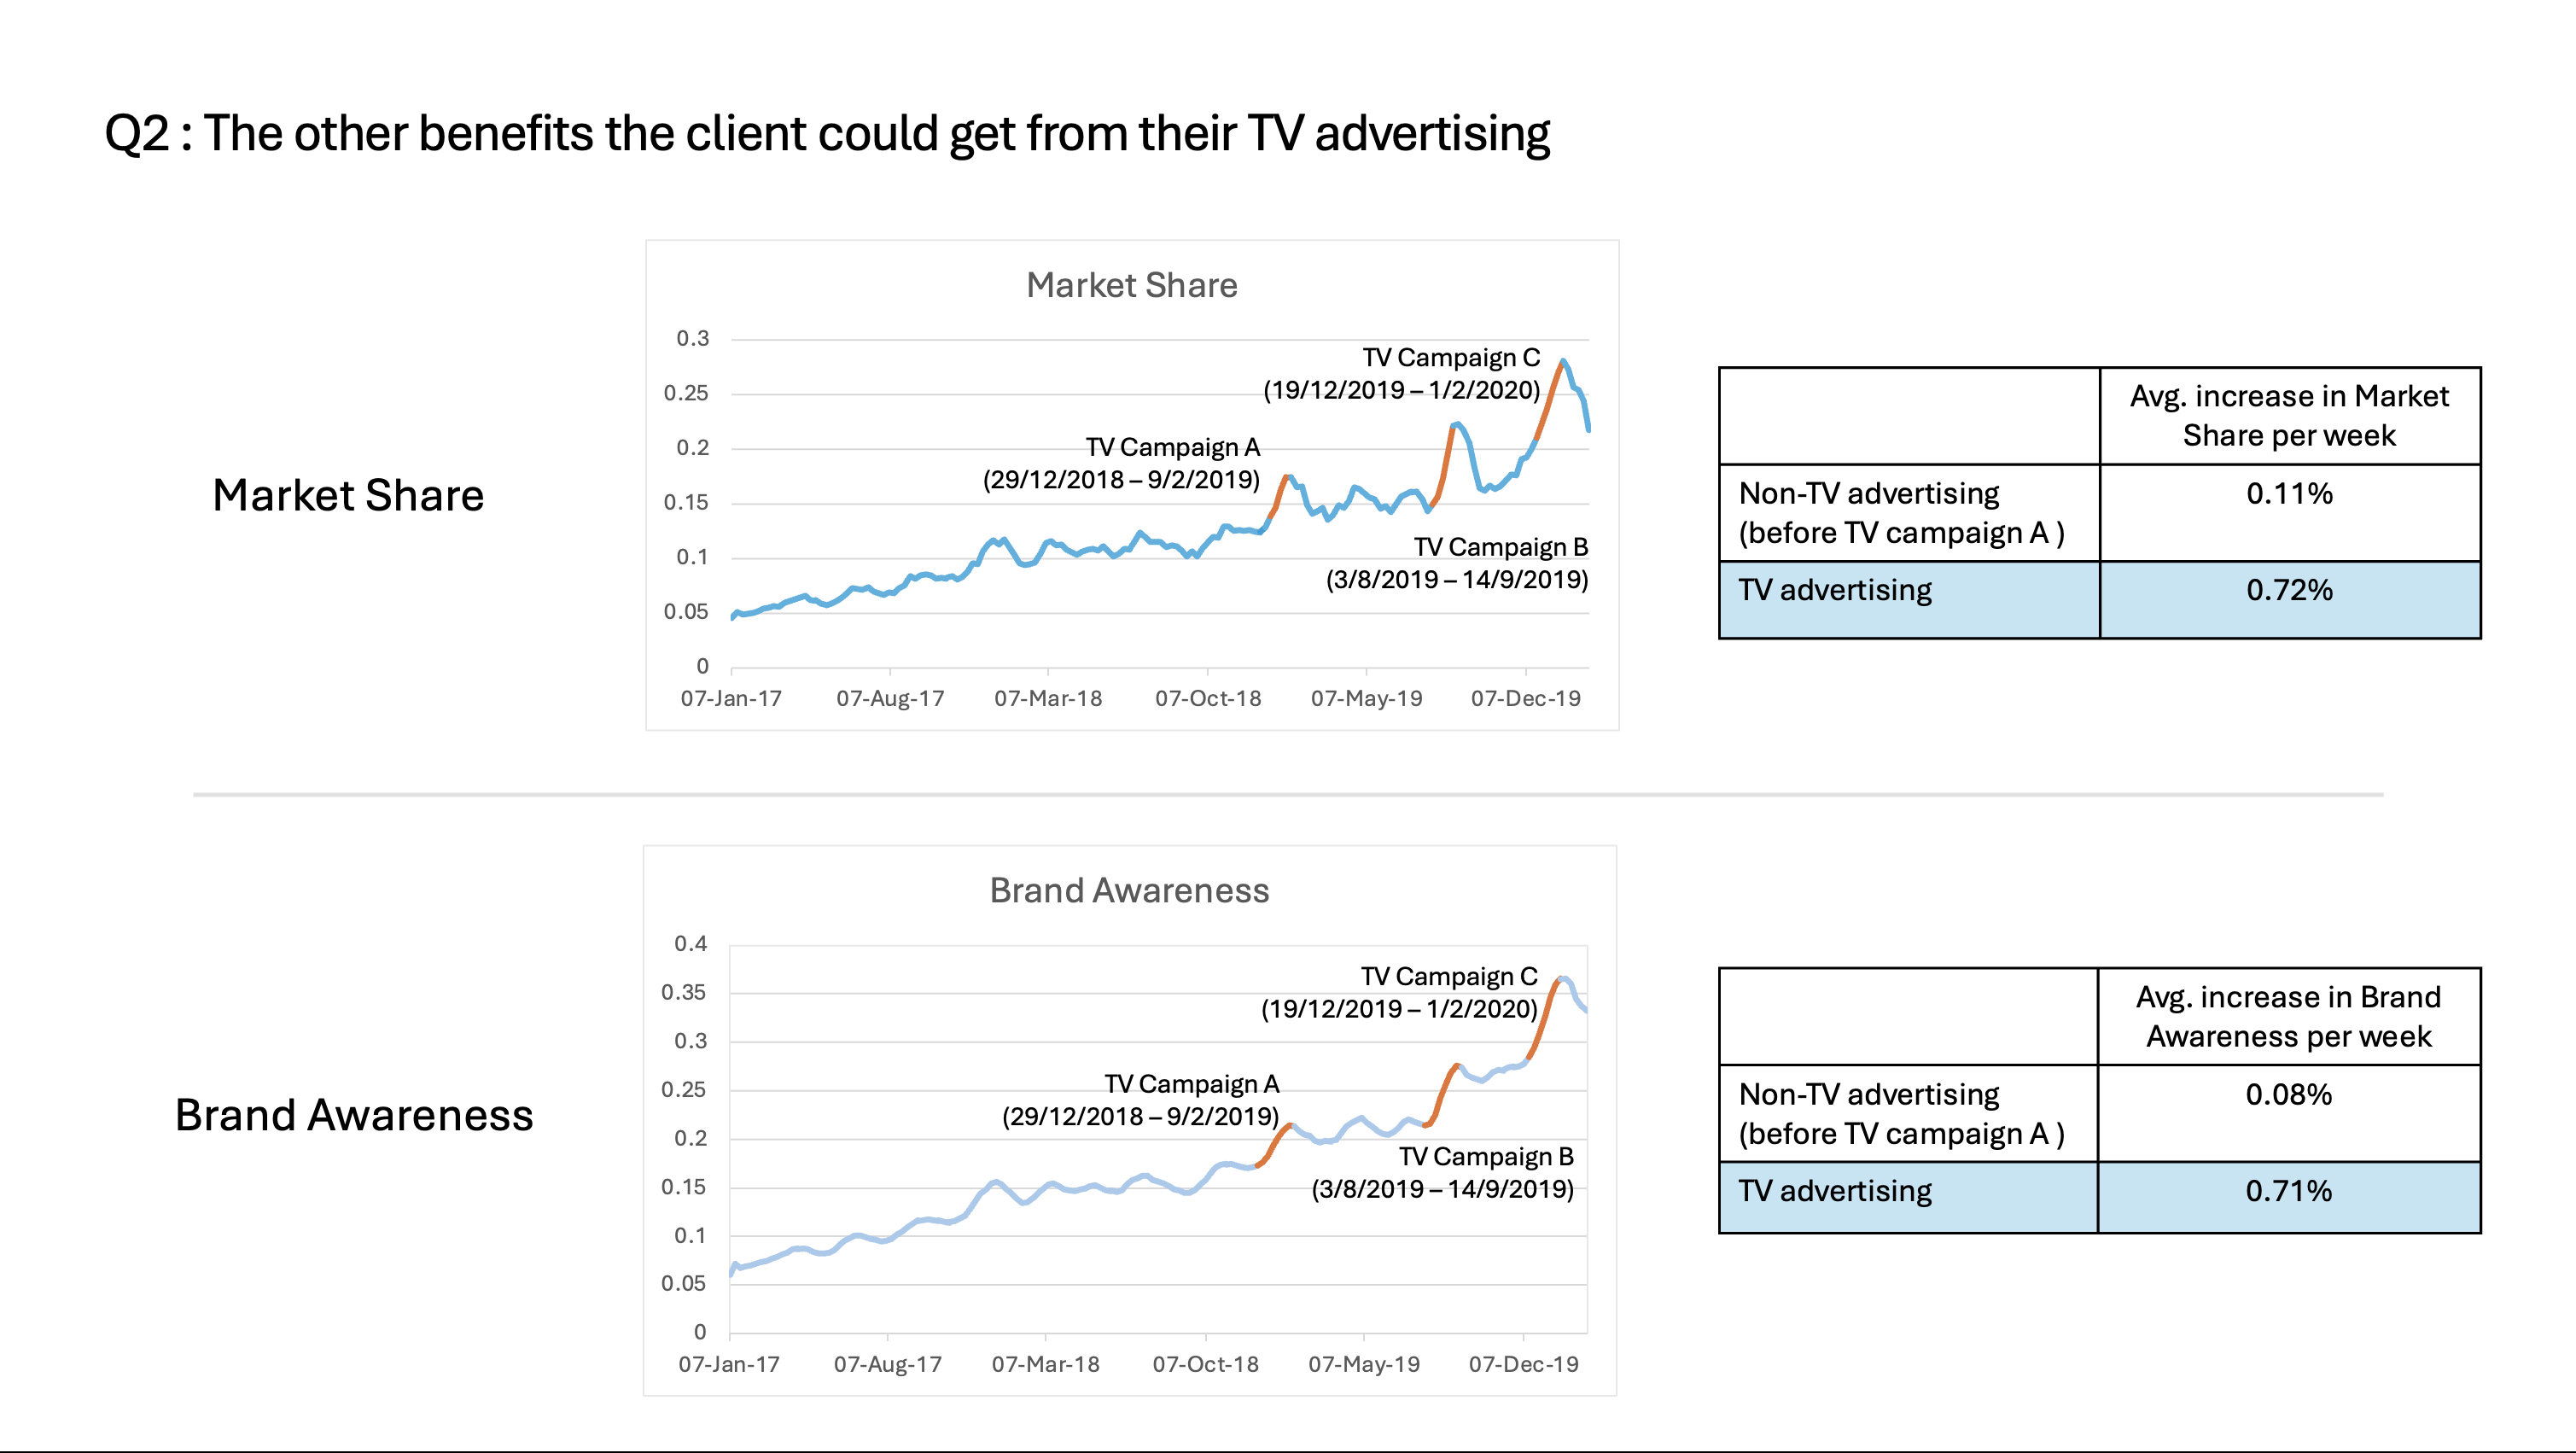 Q2 : The other benefits the client could get from their TV advertising
Market Share
Market Share
0.3
0.25
0.2
0.15
0.1
0.05
0
TV Campaign C
(19/12/2019 – 1/2/2020)
TV Campaign A
(29/12/2018 – 9/2/2019)
TV Campaign B
(3/8/2019 – 14/9/2019)
07-Jan-17 07-Aug-17 07-Mar-18 07-Oct-18 07-May-19 07-Dec-19
Avg. increase in Market
Share per week
Non-TV advertising
(before TV campaign A )
0.11%
TV advertising
0.72%
Brand Awareness
Brand Awareness
0.4
0.35
0.3
0.25
0.2
0.15
0.1
0.05
0
TV Campaign C
(19/12/2019 – 1/2/2020)
TV Campaign A
(29/12/2018 – 9/2/2019)
TV Campaign B
(3/8/2019 – 14/9/2019)
07-Jan-17 07-Aug-17 07-Mar-18 07-Oct-18 07-May-19 07-Dec-19
Avg. increase in Brand
Awareness per week
Non-TV advertising
(before TV campaign A )
0.08%
TV advertising
0.71%